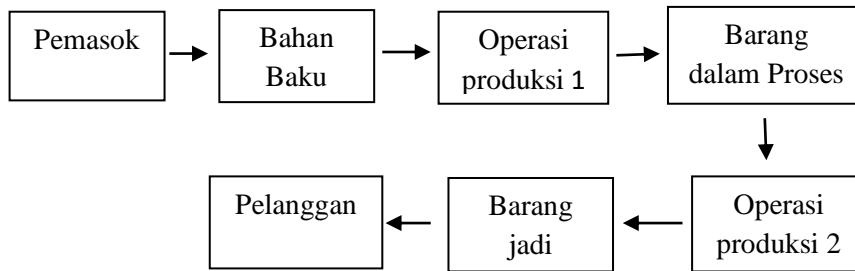 Pemasok
Bahan
Baku
Operasi
produksi 1
Barang
dalam Proses
Pelanggan
Barang
jadi
Operasi
produksi 2